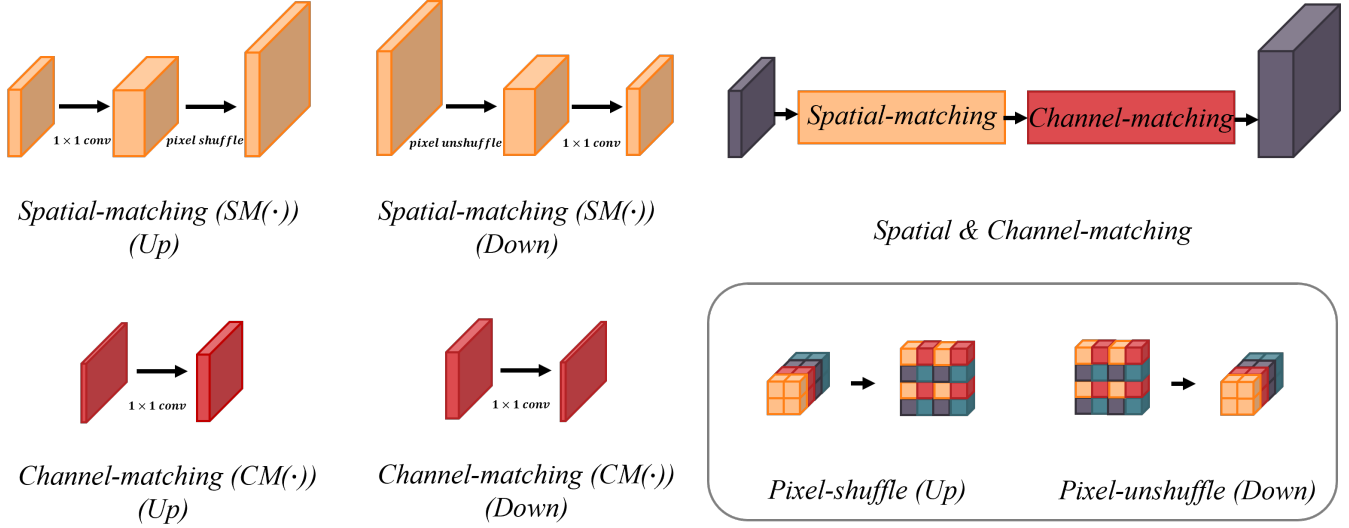 1 × 1 conv
pixel shuffle
Spatial-matching (SM(·))
(Up)
pixel unshuffle
1 × 1 conv
Spatial-matching (SM(·))
(Down)
Spatial-matching
Channel-matching
Spatial & Channel-matching
1 × 1 conv
Channel-matching (CM(·))
(Up)
1 × 1 conv
Channel-matching (CM(·))
(Down)
Pixel-shuffle (Up)
Pixel-unshuffle (Down)